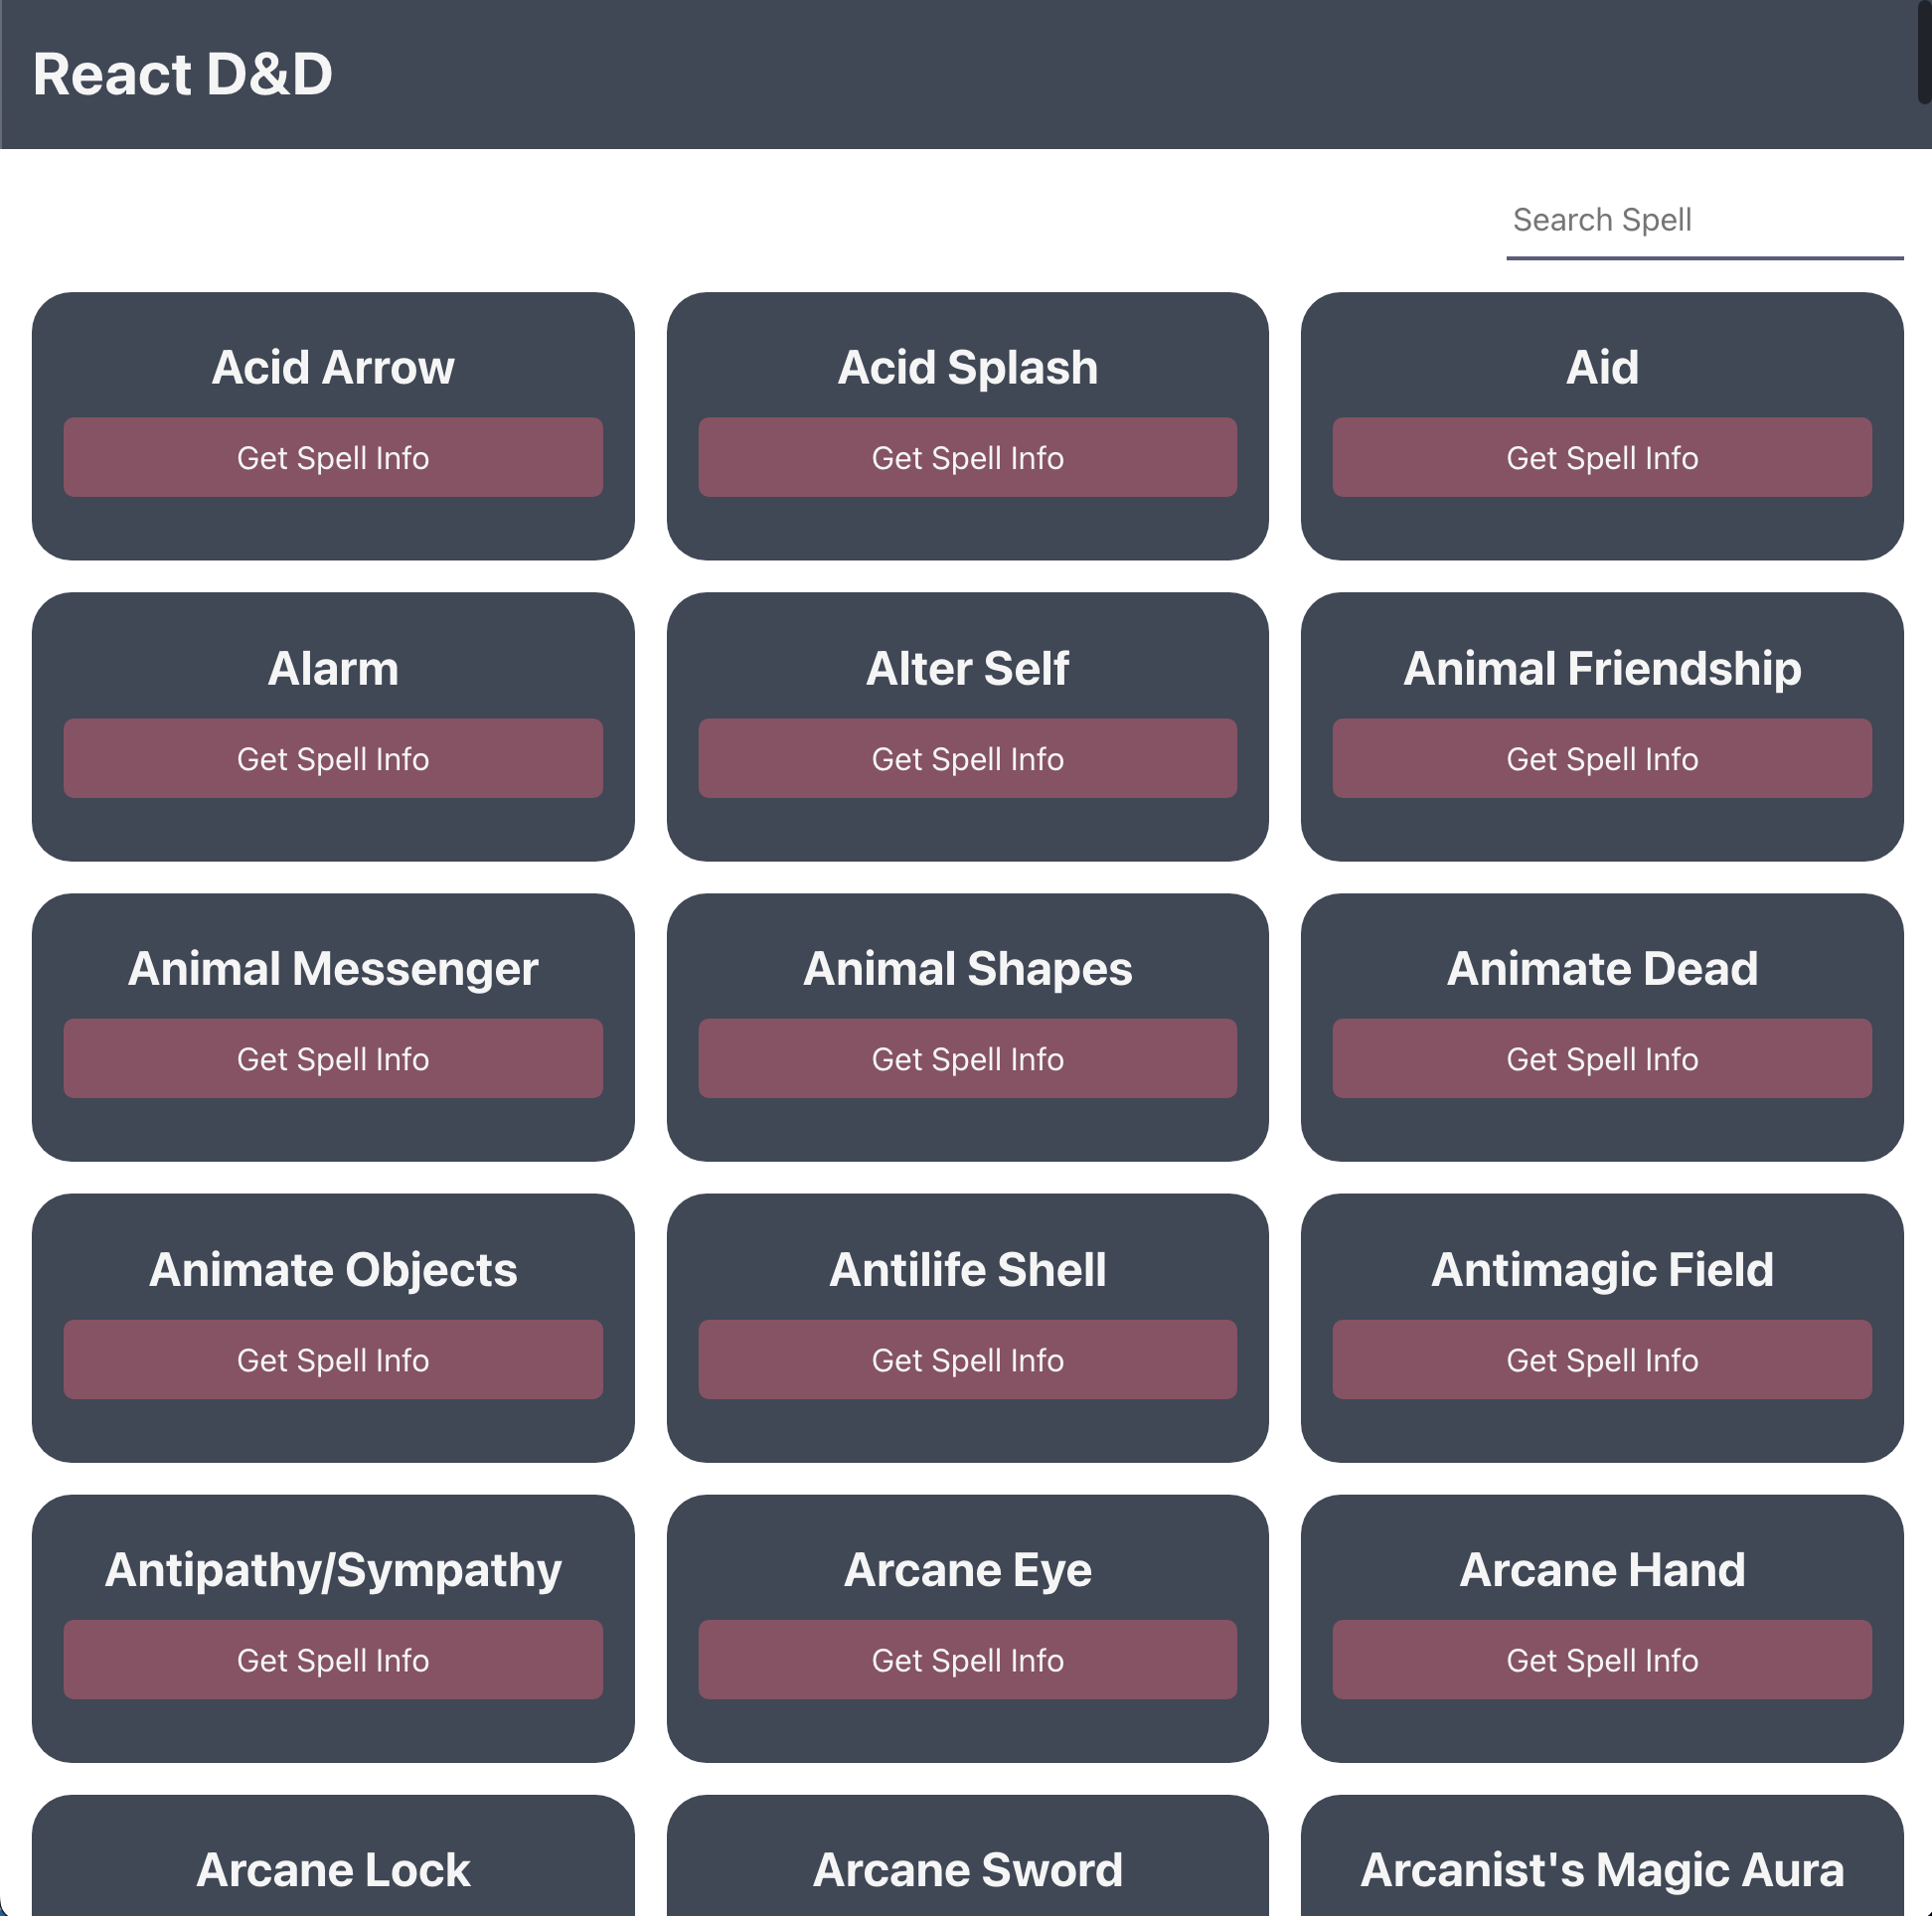 React D&D
Search Spell
Acid Arrow
Acid Splash
Aid
Get Spell Info
Get Spell Info
Get Spell Info
Alarm
Alter Self
Animal Friendship
Get Spell Info
Get Spell Info
Get Spell Info
Animal Messenger
Animal Shapes
Animate Dead
Get Spell Info
Get Spell Info
Get Spell Info
Animate Objects
Antilife Shell
Antimagic Field
Get Spell Info
Get Spell Info
Get Spell Info
Antipathy/Sympathy
Arcane Eye
Arcane Hand
Get Spell Info
Get Spell Info
Get Spell Info
Arcane Lock
Arcane Sword
Arcanist's Magic Aura